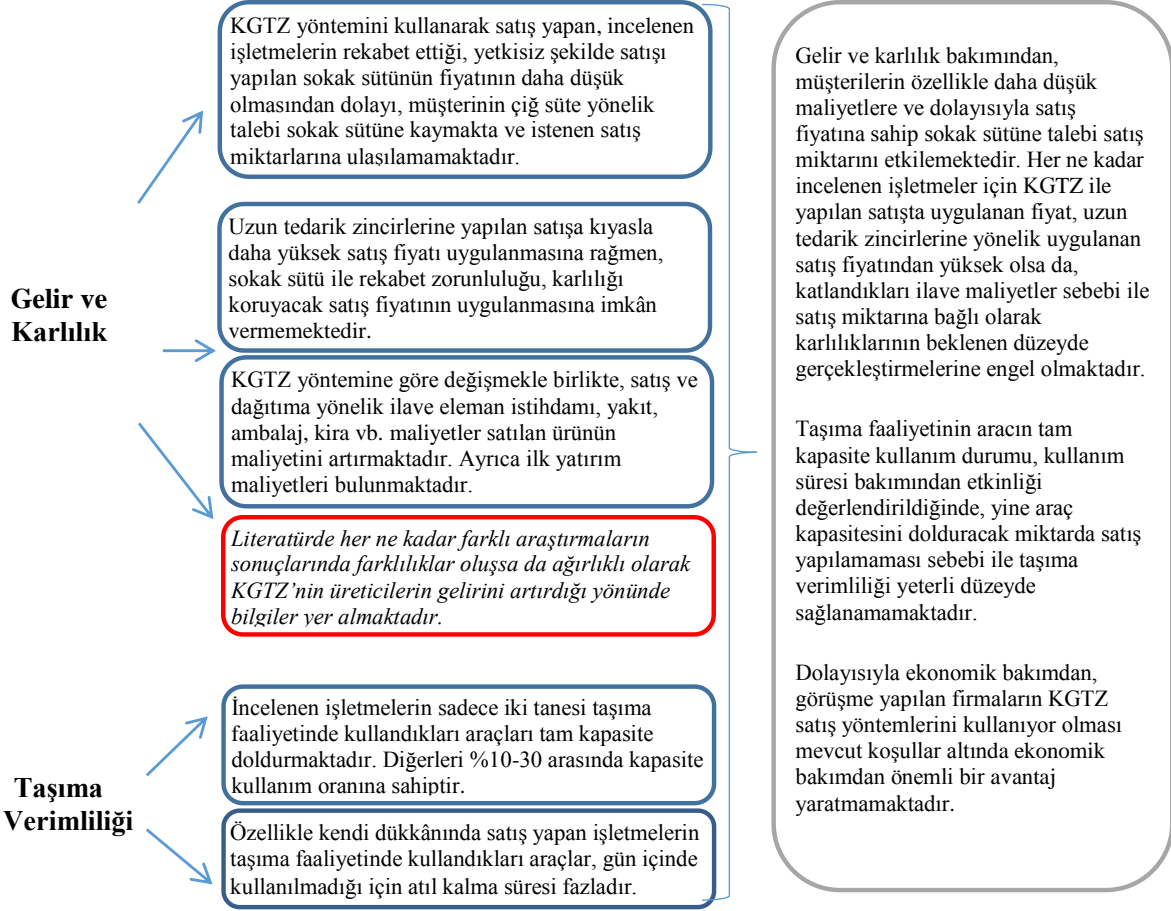 Gelir ve
Karlılık
KGTZ yöntemini kullanarak satış yapan, incelenen
işletmelerin rekabet ettiği, yetkisiz şekilde satışı
yapılan sokak sütünün fiyatının daha düşük
olmasından dolayı, müşterinin çiğ süte yönelik
talebi sokak sütüne kaymakta ve istenen satış
miktarlarına ulaşılamamaktadır.
Uzun tedarik zincirlerine yapılan satışa kıyasla
daha yüksek satış fiyatı uygulanmasına rağmen,
sokak sütü ile rekabet zorunluluğu, karlılığı
koruyacak satış fiyatının uygulanmasına imkân
vermemektedir.
KGTZ yöntemine göre değişmekle birlikte, satış ve
dağıtıma yönelik ilave eleman istihdamı, yakıt,
ambalaj, kira vb. maliyetler satılan ürünün
maliyetini artırmaktadır. Ayrıca ilk yatırım
maliyetleri bulunmaktadır.
Literatürde her ne kadar farklı araştırmaların
sonuçlarında farklılıklar oluşsa da ağırlıklı olarak
KGTZ’nin üreticilerin gelirini artırdığı yönünde
bilgiler yer almaktadır.
Taşıma
Verimliliği
İncelenen işletmelerin sadece iki tanesi taşıma
faaliyetinde kullandıkları araçları tam kapasite
doldurmaktadır. Diğerleri %10-30 arasında kapasite
kullanım oranına sahiptir.
Özellikle kendi dükkânında satış yapan işletmelerin
taşıma faaliyetinde kullandıkları araçlar, gün içinde
kullanılmadığı için atıl kalma süresi fazladır.
Gelir ve karlılık bakımından,
müşterilerin özellikle daha düşük
maliyetlere ve dolayısıyla satış
fiyatına sahip sokak sütüne talebi satış
miktarını etkilemektedir. Her ne kadar
incelenen işletmeler için KGTZ ile
yapılan satışta uygulanan fiyat, uzun
tedarik zincirlerine yönelik uygulanan
satış fiyatından yüksek olsa da,
katlandıkları ilave maliyetler sebebi ile
satış miktarına bağlı olarak
karlılıklarının beklenen düzeyde
gerçekleştirmelerine engel olmaktadır.
Taşıma faaliyetinin aracın tam
kapasite kullanım durumu, kullanım
süresi bakımından etkinliği
değerlendirildiğinde, yine araç
kapasitesini dolduracak miktarda satış
yapılamaması sebebi ile taşıma
verimliliği yeterli düzeyde
sağlanamamaktadır.
Dolayısıyla ekonomik bakımdan,
görüşme yapılan firmaların KGTZ
satış yöntemlerini kullanıyor olması
mevcut koşullar altında ekonomik
bakımdan önemli bir avantaj
yaratmamaktadır.